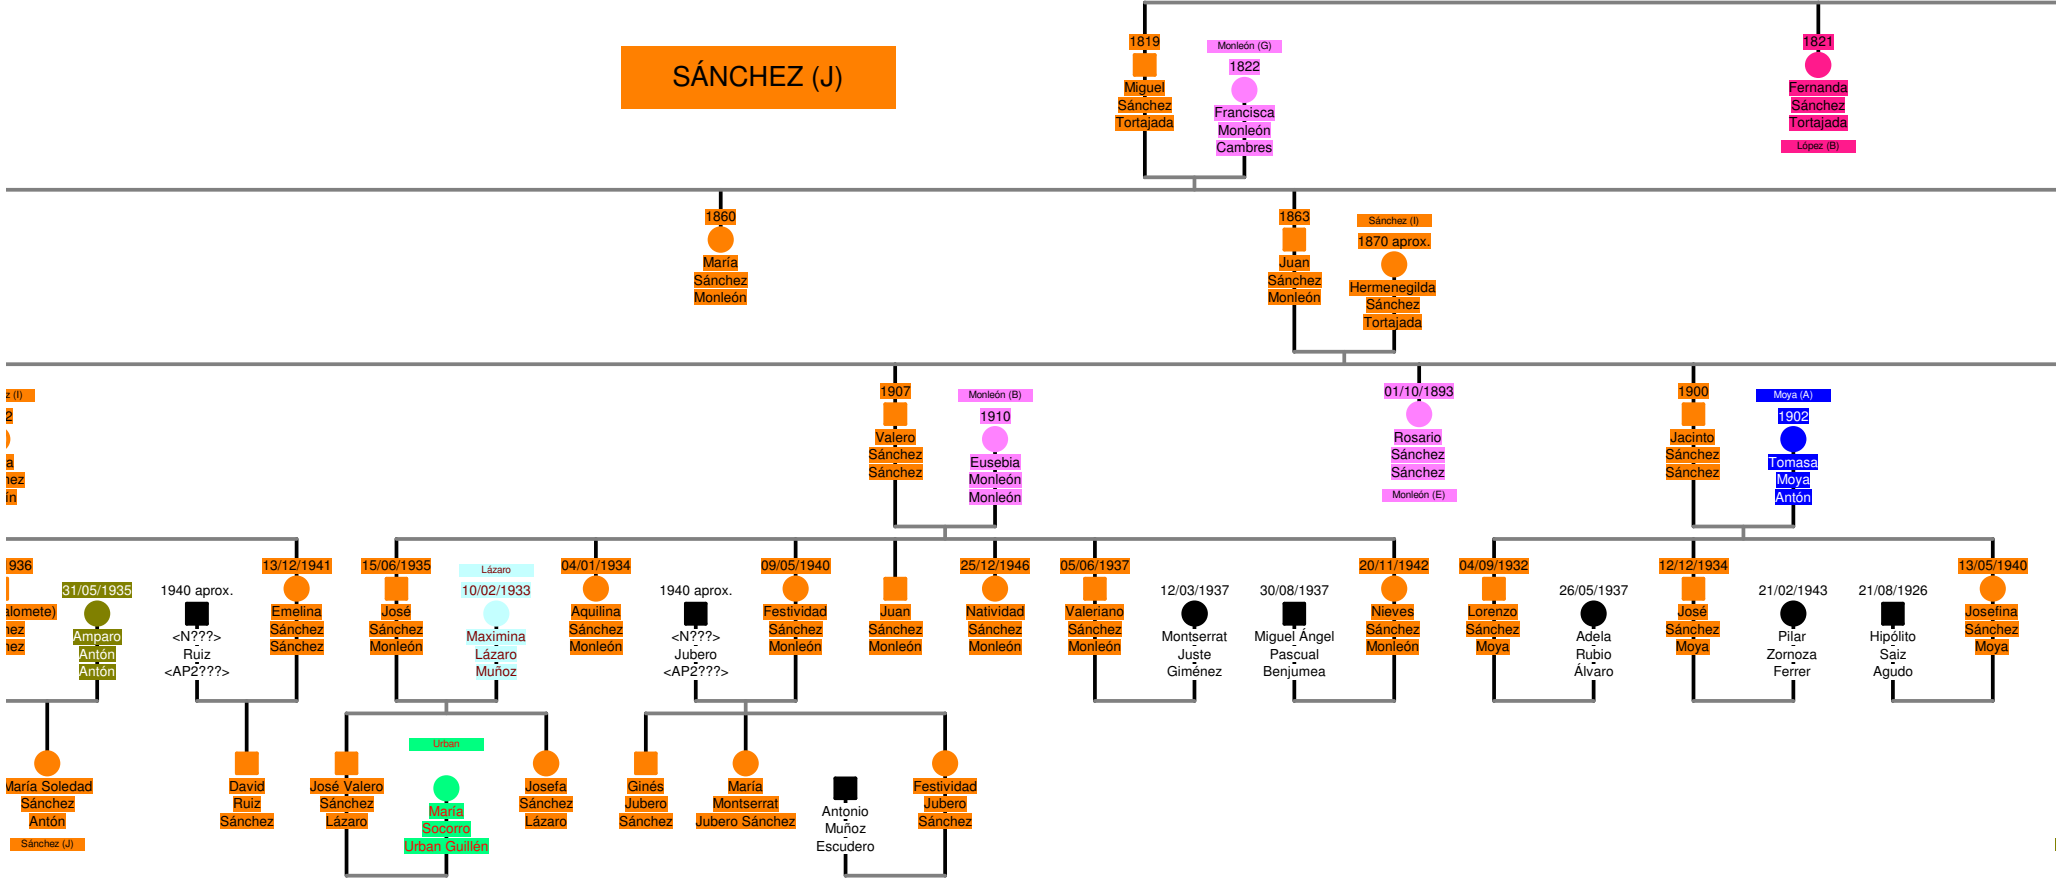 SÁNCHEZ (J)
1819
Miguel
Sánchez
Tortajada
Monleón (G)
1822
Francisca
Monleón
Cambres
1821
Fernanda
Sánchez
Tortajada
López (B)
1860
María
Sánchez
Monleón
1863
Juan
Sánchez
Monleón
Sánchez (I)
1870 aprox.
Hermenegilda
Sánchez
Tortajada
z (I)
2
a
nez
in
1907
Valero
Sánchez
Sánchez
Monleón (B)
1910
Eusebia
Monleón
Monleón
01/10/1893
Rosario
Sánchez
Sánchez
Monleón (E)
1900
Jacinto
Sánchez
Sánchez
Moya (A)
1902
Tomasa
Moya
Antón
1936
alomete)
nez
nez
31/05/1935
Amparo
Antón
Antón
1940 aprox.
<N???>
Ruiz
<AP2???>
13/12/1941
Emelina
Sánchez
Sánchez
15/06/1935
José
Sánchez
Monleón
Lázaro
10/02/1933
Maximina
Lázaro
Muñoz
04/01/1934
Aquilina
Sánchez
Monleón
1940 aprox.
<N???>
Jubero
<AP2???>
09/05/1940
Festividad
Sánchez
Monleón
Juan
Sánchez
Monleón
25/12/1946
Natividad
Sánchez
Monleón
05/06/1937
Valeriano
Sánchez
Monleón
12/03/1937
Montserrat
Juste
Giménez
30/08/1937
Miguel Ángel
Pascual
Benjumea
20/11/1942
Nieves
Sánchez
Monleón
04/09/1932
Lorenzo
Sánchez
Moya
26/05/1937
Adela
Rubio
Álvaro
12/12/1934
José
Sánchez
Moya
21/02/1943
Pilar
Zornoza
Ferrer
21/08/1926
Hipólito
Saiz
Agudo
13/05/1940
Josefina
Sánchez
Moya
María Soledad
Sánchez
Antón
Sánchez (J)
David
Ruiz
Sánchez
José Valero
Sánchez
Lázaro
Urban
María
Socorro
Urban Guillén
Josefa
Sánchez
Lázaro
Ginés
Jubero
Sánchez
María
Montserrat
Jubero Sánchez
Antonio
Muñoz
Escudero
Festividad
Jubero
Sánchez